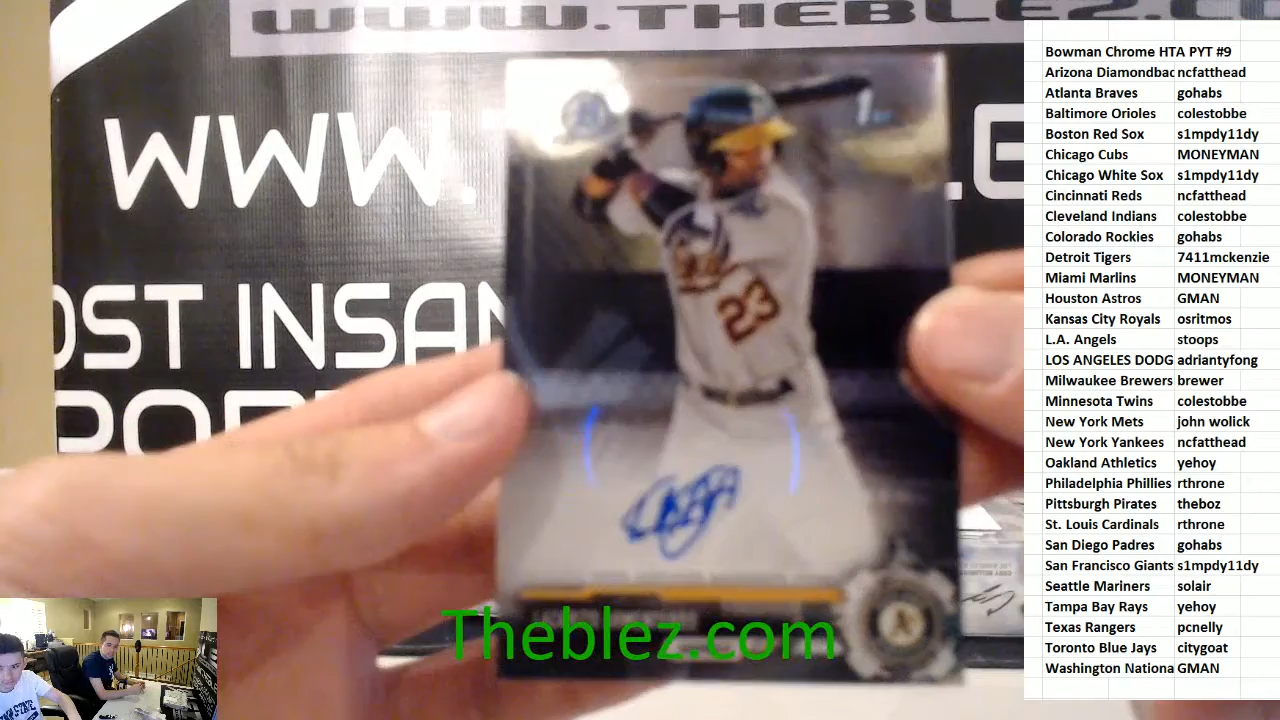 WWW.THEBLEZ.CO
WWW.
LE
OST INSAN
POR
23
1
Theblez.com
Bowman Chrome HTA PYT #9
Arizona Diamondbac ncfatthead
Atlanta Braves gohabs
Baltimore Orioles colestobbe
Boston Red Sox s1mpdy11dy
Chicago Cubs MONEYMAN
Chicago White Sox s1mpdy11dy
Cincinnati Reds ncfatthead
Cleveland Indians colestobbe
Colorado Rockies gohabs
Detroit Tigers 7411mckenzie
Miami Marlins MONEYMAN
Houston Astros GMAN
Kansas City Royals osritmos
L.A. Angels stoops
LOS ANGELES DODG adriantyfong
Milwaukee Brewers brewer
Minnesota Twins colestobbe
New York Mets john wolick
New York Yankees ncfatthead
Oakland Athletics yehoy
Philadelphia Phillies rthrone
Pittsburgh Pirates theboz
St. Louis Cardinals rthrone
San Diego Padres gohabs
San Francisco Giants s1mpdy11dy
Seattle Mariners solair
Tampa Bay Rays yehoy
Texas Rangers pcnelly
Toronto Blue Jays citygoat
Washington Nationa GMAN